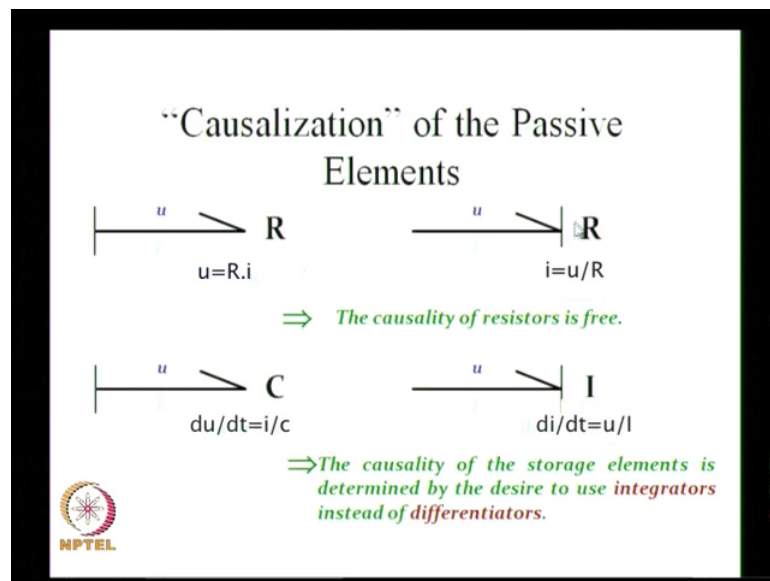 “Causalization” of the Passive
Elements
u
R
u=R.i
u
R
i=u/R
⇒ The causality of resistors is free.
u
C
du/dt=i/c
u
I
di/dt=u/I
⇒The causality of the storage elements is
determined by the desire to use integrators
instead of differentiators.
NPTEL